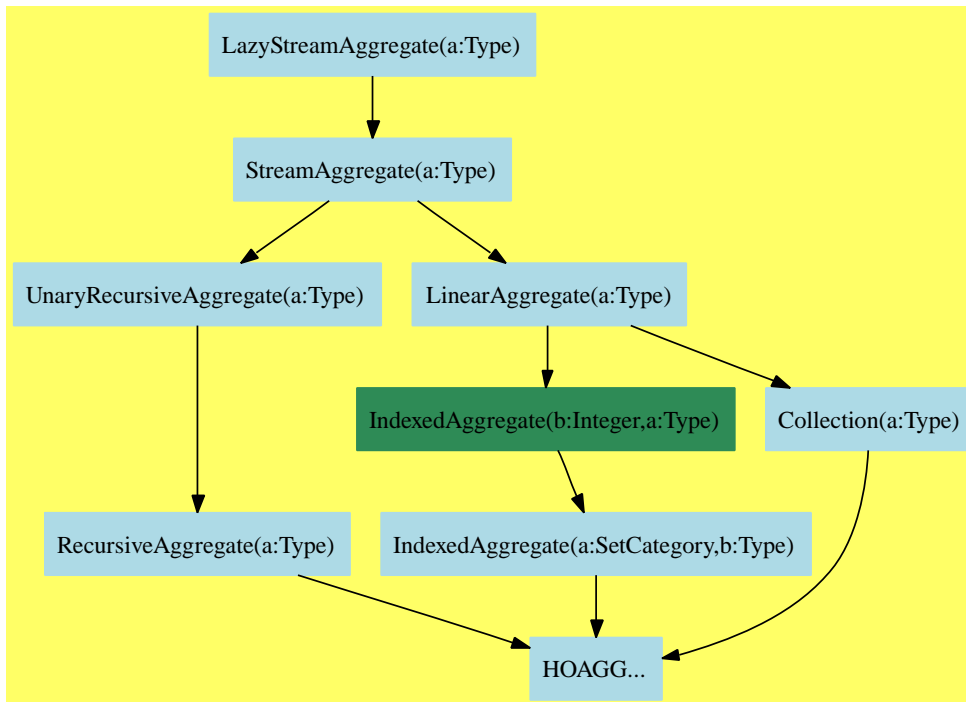 LazyStreamAggregate(a:Type)
StreamAggregate(a:Type)
UnaryRecursiveAggregate(a:Type)
LinearAggregate(a:Type)
IndexedAggregate(b:Integer,a:Type)
Collection(a:Type)
RecursiveAggregate(a:Type)
IndexedAggregate(a:SetCategory,b:Type)
HOAGG...